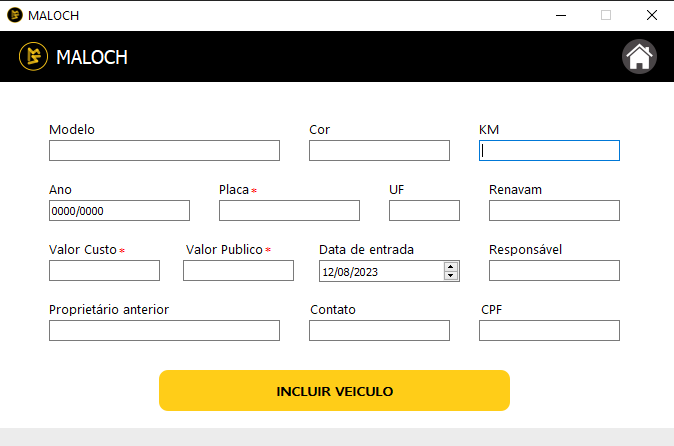 MALOCH
MALOCH
Modelo Cor KM
Ano Placa * UF Renavam
0000/0000
Valor Custo * Valor Publico * Data de entrada Responsável
12/08/2023
Proprietário anterior Contato CPF
INCLUIR VEICULO